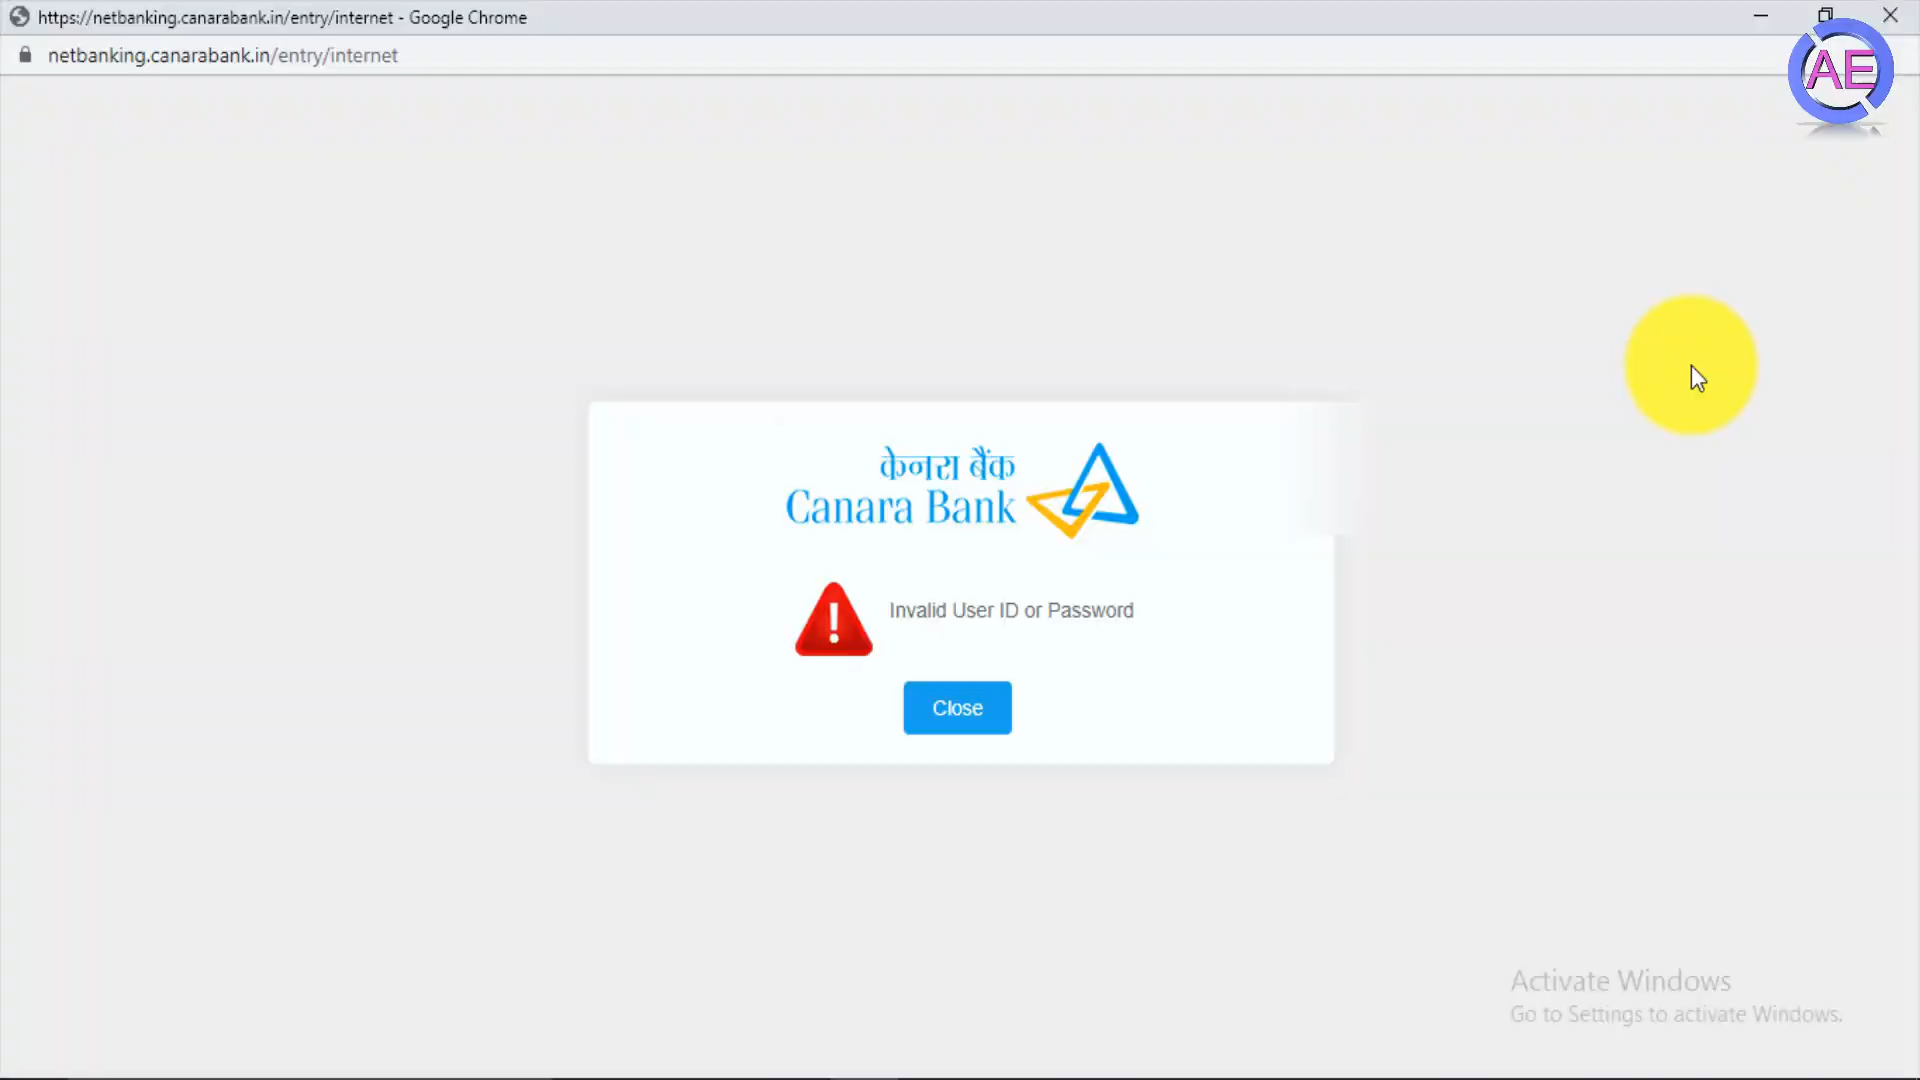 https://netbanking.canarabank.in/entry/internet - Google Chrome
netbanking.canarabank.in/entry/internet
AE
केनरा बैंक
Canara Bank
Invalid User ID or Password
Close
Activate Windows
Go to Settings to activate Windows.